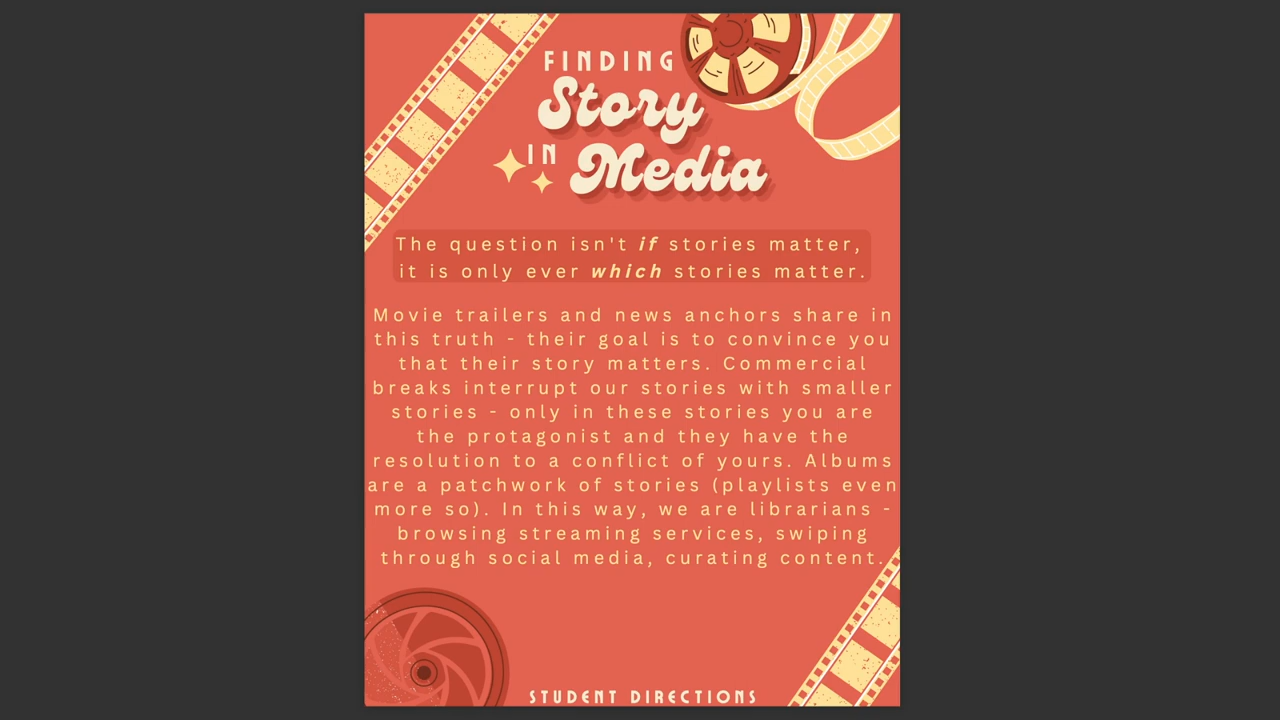 FINDING
Story
IN Media
The question isn't if stories matter,
it is only ever which stories matter.
Movie trailers and news anchors share in
this truth - their goal is to convince you
that their story matters. Commercial
breaks interrupt our stories with smaller
stories - only in these stories you are
the protagonist and they have the
resolution to a conflict of yours. Albums
are a patchwork of stories (playlists even
more so). In this way, we are librarians -
browsing streaming services, swiping
through social media, curating content.
STUDENT DIRECTIONS